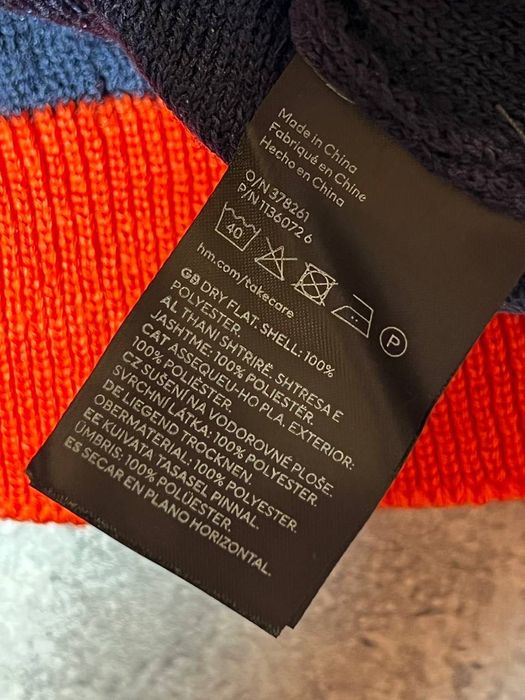 Made in China
Fabriqué en Chine
Hecho en China
O/N 378261
P/N 11360726
40
P
hm.com/takecare
GB DRY FLAT. SHELL: 100%
POLYESTER.
AL THANI SHTRIRË. SHTRESA E
JASHTME: 100% POLIESTËR.
CAT ASSEQUEU-HO PLA. EXTERIOR:
100% POLIÈSTER.
CZ SUŠENÍ NA VODOROVNÉ PLOŠE.
SVRCHNÍ LÁTKA: 100% POLYESTER.
DE LIEGEND TROCKNEN.
OBERMATERIAL: 100% POLYESTER.
EE KUIVATA TASASEL PINNAL.
ÜMBRIS: 100% POLÜESTER.
ES SECAR EN PLANO HORIZONTAL.